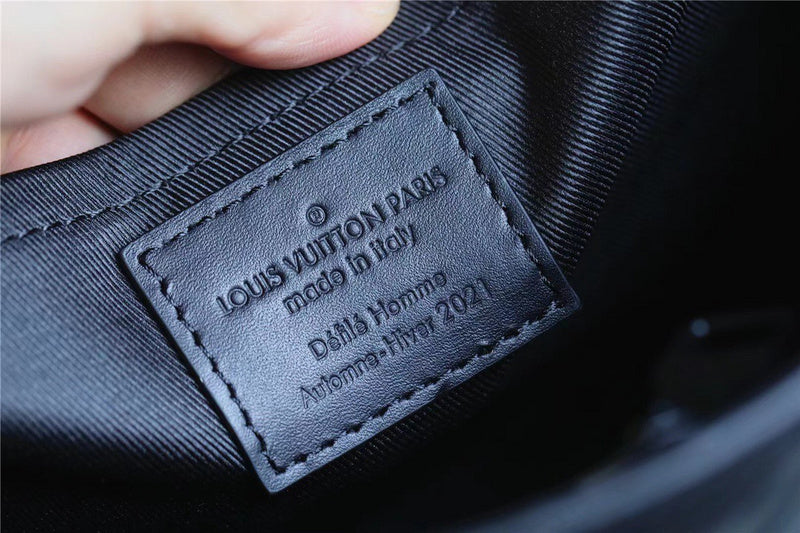 ®
LOUIS VUITTON PARIS
made in Italy
Défilé Homme
Automne-Hiver 2021